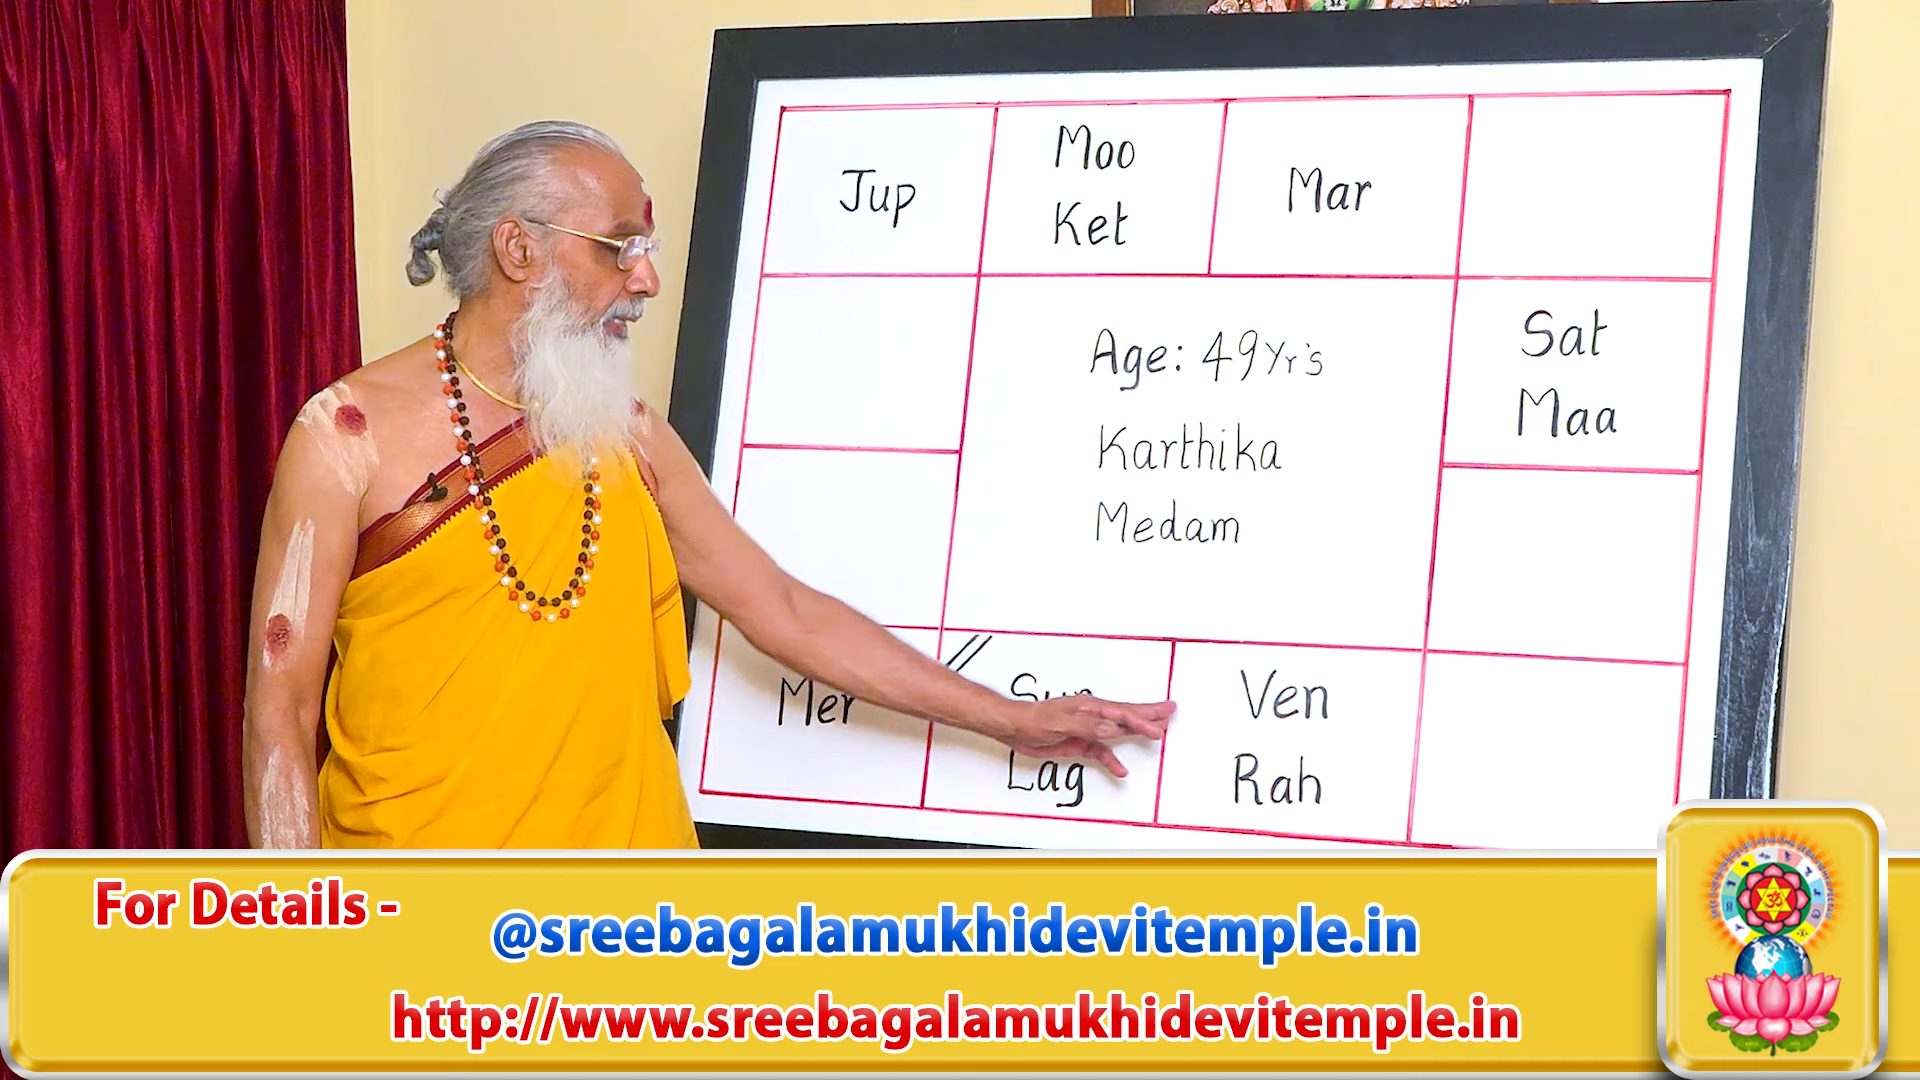 Jup
Moo
Ket
Mar
Age: 49Yr's
Karthika
Medam
Sat
Maa
Mer
Sun
Lag
Ven
Rah
For Details -
@sreebagalamukhidevitemple.in
http://www.sreebagalamukhidevitemple.in